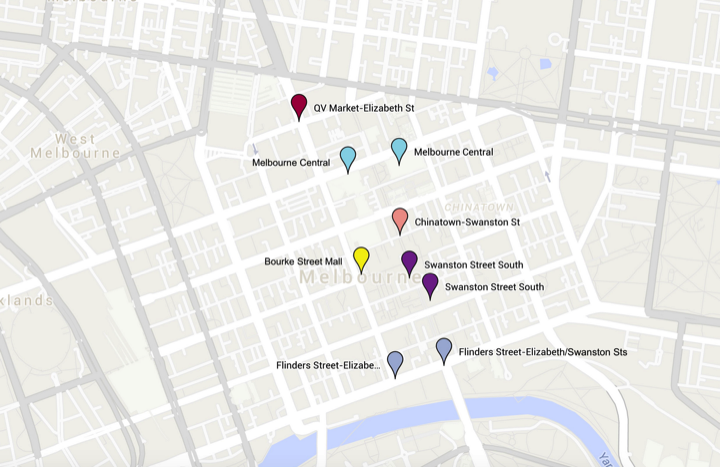 QV Market-Elizabeth St
West
Melbourne
Melbourne Central
Melbourne Central
CHINATOWN
Chinatown-Swanston St
Bourke Street Mall
Swanston Street South
Melbourne
Swanston Street South
klands
Flinders Street-Elizabeth/Swanston Sts
Flinders Street-Elizabe...
Yar